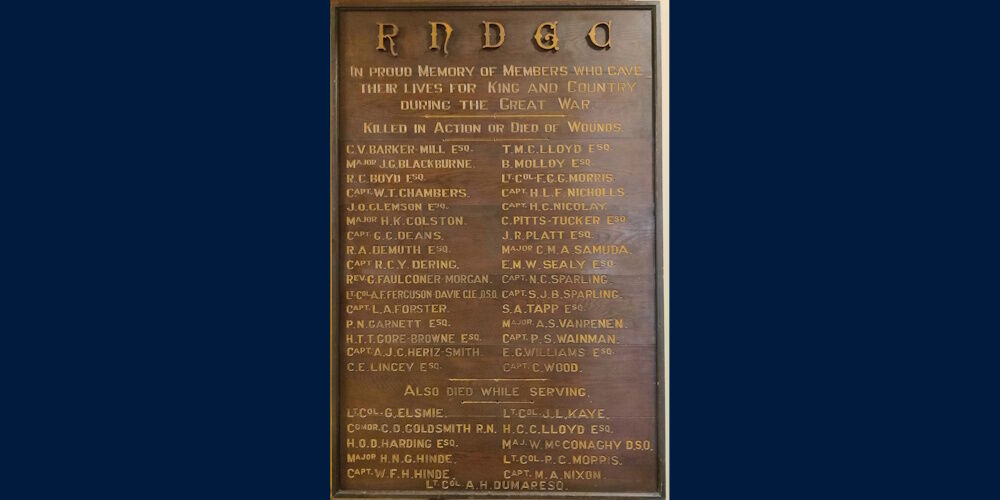 R N D G C
IN PROUD MEMORY OF MEMBERS WHO GAVE
THEIR LIVES FOR KING AND COUNTRY
DURING THE GREAT WAR
KILLED IN ACTION OR DIED OF WOUNDS.
C.V. BARKER-MILL ESQ. T.M.C. LLOYD ESQ.
MAJOR J.G. BLACKBURNE. B. MOLLOY ESQ.
R.C. BOYD ESQ. LT-COL-F.G.G. MORRIS.
CAPT. W.T. CHAMBERS. CAPT. H.L.F. NICHOLLS
J.O. CLEMSON ESQ. CAPT. H.C. NICOLAY.
MAJOR H.K. COLSTON. C. PITTS-TUCKER ESQ
CAPT. G.C. DEANS. J.R. PLATT ESQ.
R.A. DEMUTH ESQ. MAJOR C.M.A. SAMUDA.
CAPT R.C.Y. DERING. E.M.W. SEALY ESQ.
REV. G. FAULCONER-MORGAN. CAPT. N.C. SPARLING
LT. COL. A.F. FERGUSON-DAVIE CIE. D.S.O. CAPT. S.J.B. SPARLING.
CAPT. L.A. FORSTER. S.A. TAPP ESQ.
P.N. GARNETT ESQ. MAJOR A.S. VANRENEN.
H.T.T. GORE-BROWNE ESQ. CAPT. P.S. WAINMAN.
CAPT. A.J.C. HERIZ-SMITH. E.G. WILLIAMS ESQ.
C.E. LINCEY ESQ. CAPT. C. WOOD.
ALSO DIED WHILE SERVING.
LT. COL. G. ELSMIE. LT. COL. J.L. KAYE.
COMDR. C.D. GOLDSMITH R.N. H.C.C. LLOYD ESQ.
H.O.D. HARDING ESQ. MAJ. W. MCCONAGHY D.S.O.
MAJOR H.N.G. HINDE. LT. COL. R.C. MORRIS.
CAPT. W.F.H. HINDE. CAPT. M.A. NIXON.
LT. COL A.H. DUMARESQ.